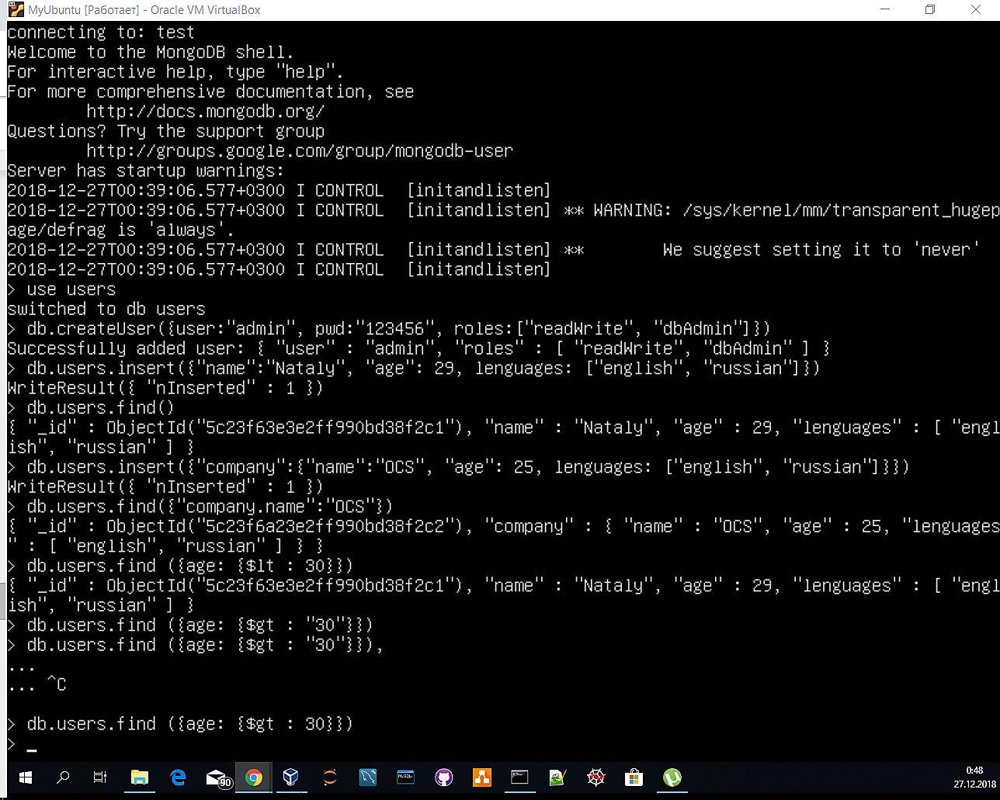 MyUbuntu [Работает] - Oracle VM VirtualBox
connecting to: test
Welcome to the MongoDB shell.
For interactive help, type "help".
For more comprehensive documentation, see
http://docs.mongodb.org/
Questions? Try the support group
http://groups.google.com/group/mongodb-user
Server has startup warnings:
2018-12-27T00:39:06.577+0300 I CONTROL  [initandlisten]
2018-12-27T00:39:06.577+0300 I CONTROL  [initandlisten] ** WARNING: /sys/kernel/mm/transparent_hugep
age/defrag is 'always'.
2018-12-27T00:39:06.577+0300 I CONTROL  [initandlisten] **        We suggest setting it to 'never'
2018-12-27T00:39:06.577+0300 I CONTROL  [initandlisten]
> use users
switched to db users
> db.createUser({user:"admin", pwd:"123456", roles:["readWrite", "dbAdmin"]})
Successfully added user: { "user" : "admin", "roles" : [ "readWrite", "dbAdmin" ] }
> db.users.insert({"name":"Nataly", "age": 29, lenguages: ["english", "russian"]})
WriteResult({ "nInserted" : 1 })
> db.users.find()
{ "_id" : ObjectId("5c23f63e3e2ff990bd38f2c1"), "name" : "Nataly", "age" : 29, "lenguages" : [ "engl
ish", "russian" ] }
> db.users.insert({"company":{"name":"OCS", "age": 25, lenguages: ["english", "russian"]}})
WriteResult({ "nInserted" : 1 })
> db.users.find({"company.name":"OCS"})
{ "_id" : ObjectId("5c23f6a23e2ff990bd38f2c2"), "company" : { "name" : "OCS", "age" : 25, "lenguages
" : [ "english", "russian" ] } }
> db.users.find ({age: {$lt : 30}})
{ "_id" : ObjectId("5c23f63e3e2ff990bd38f2c1"), "name" : "Nataly", "age" : 29, "lenguages" : [ "engl
ish", "russian" ] }
> db.users.find ({age: {$gt : "30"}})
> db.users.find ({age: {$gt : "30"}}),
...
... ^C
> db.users.find ({age: {$gt : 30}})
> _
90
MySQL
0:48
27.12.2018